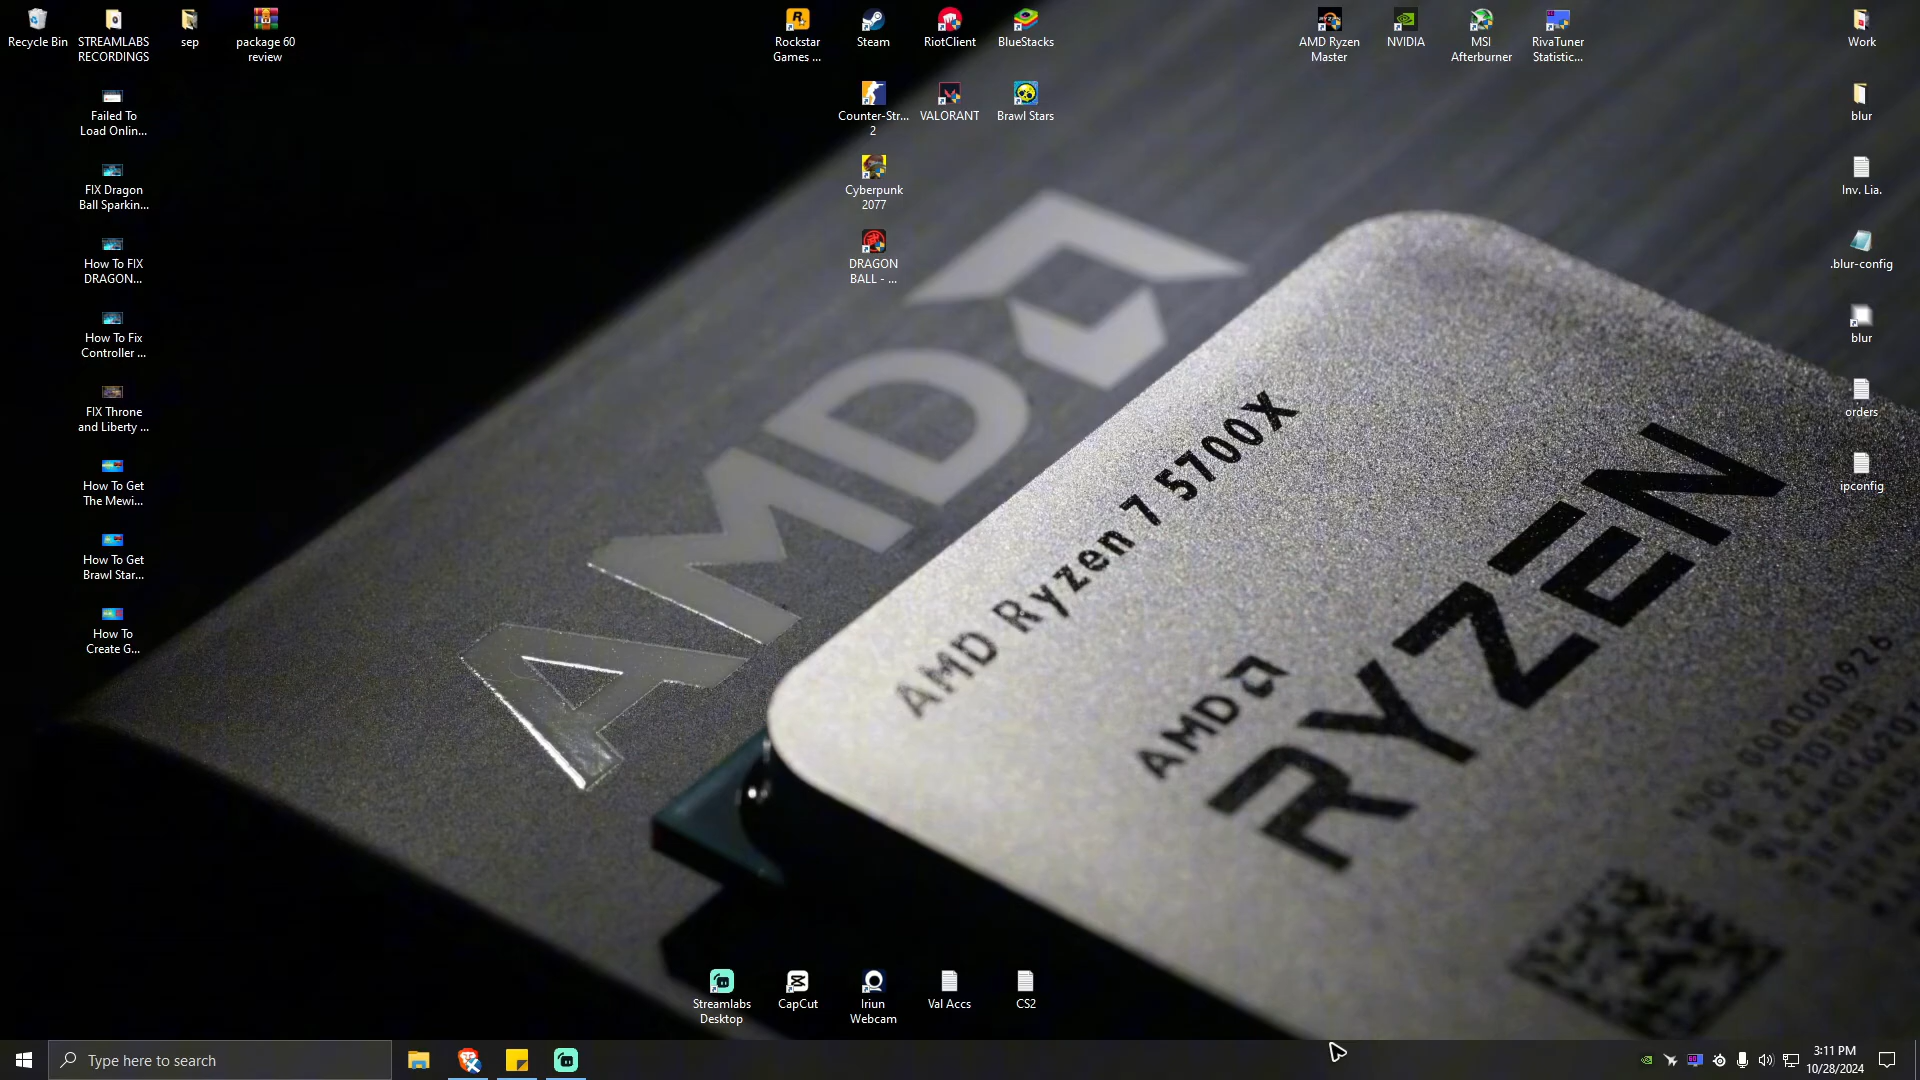 Recycle Bin
STREAMLABS
RECORDINGS
sep
package 60
review
Rockstar
Games ...
Steam
RiotClient
BlueStacks
AMD Ryzen
Master
NVIDIA
MSI
Afterburner
RivaTuner
Statistic...
Work
Failed To
Load Onlin...
Counter-Str...
2
VALORANT
Brawl Stars
blur
FIX Dragon
Ball Sparkin...
Cyberpunk
2077
Inv. Lia.
How To FIX
DRAGON...
DRAGON
BALL - ...
.blur-config
How To Fix
Controller ...
blur
FIX Throne
and Liberty ...
orders
How To Get
The Mewi...
ipconfig
How To Get
Brawl Star...
How To
Create G...
AMD
AMD Ryzen 7 5700X
AMD
RYZEN
Streamlabs
Desktop
CapCut
Iriun
Webcam
Val Accs
CS2
Type here to search
3:11 PM
10/28/2024